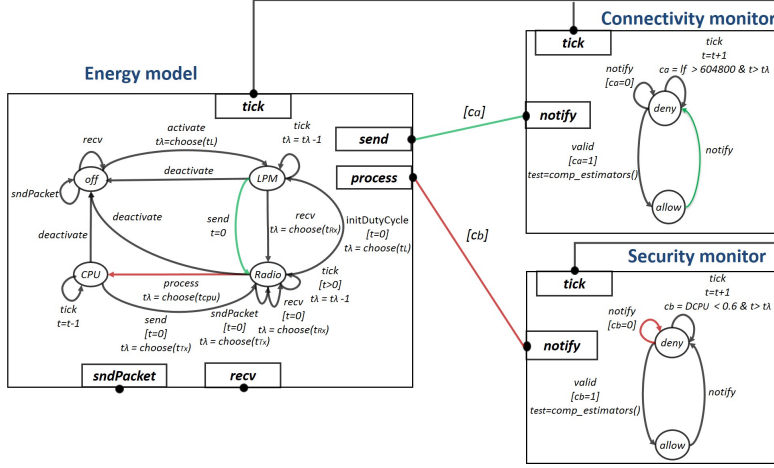 Connectivity monitor
tick
tick
t=t+1
ca = lf > 604800 & t> tλ
notify
[ca=0]
deny
notify
valid
[ca=1]
test=comp_estimators()
notify
allow
Energy model
tick
activate
tλ=choose(tL)
tick
tλ = tλ -1
recv
off
deactivate
LPM
sndPacket
send
process
[ca]
[cb]
deactivate
deactivate
send
t=0
recv
tλ = choose(tRx)
initDutyCycle
[t=0]
tλ = choose(tL)
CPU
process
tλ = choose(tCPU)
Radio
tick
[t>0]
tλ = tλ -1
tick
t=t-1
send
[t=0]
tλ = choose(tTx)
sndPacket
[t=0]
tλ = choose(tTx)
recv
[t=0]
tλ = choose(tRx)
sndPacket
recv
Security monitor
tick
tick
t=t+1
cb = DCPU < 0.6 & t> tλ
notify
[cb=0]
deny
notify
valid
[cb=1]
test=comp_estimators()
notify
allow